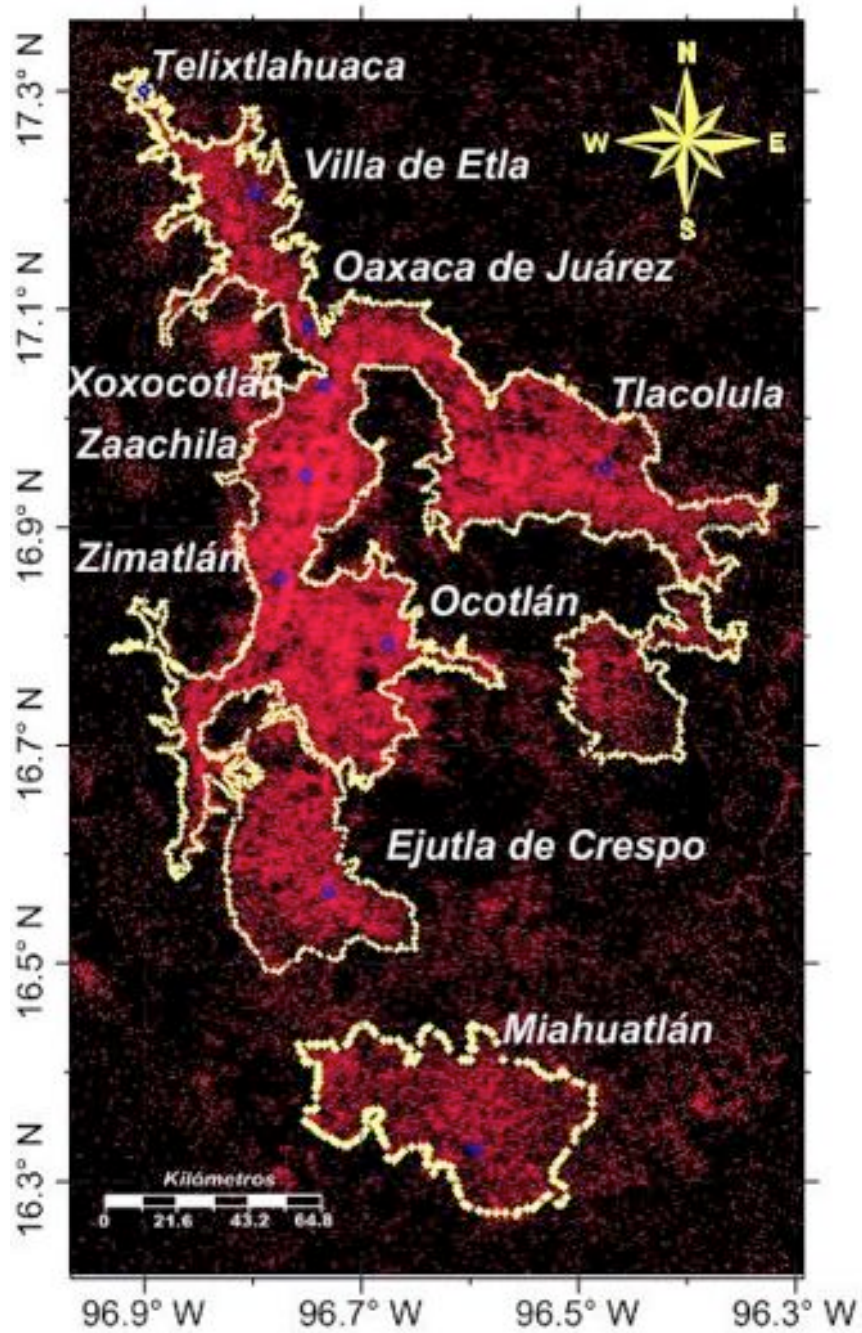 Telixtlahuaca
17.3° N
N
W
E
S
Villa de Etla
Oaxaca de Juárez
17.1° N
Xoxocotlán
Tlacolula
Zaachila
16.9° N
Zimatlán
Ocotlán
16.7° N
Ejutla de Crespo
16.5° N
Miahuatlán
16.3° N
Kilómetros
0 21.6 43.2 64.8
96.9° W 96.7° W 96.5° W 96.3° W